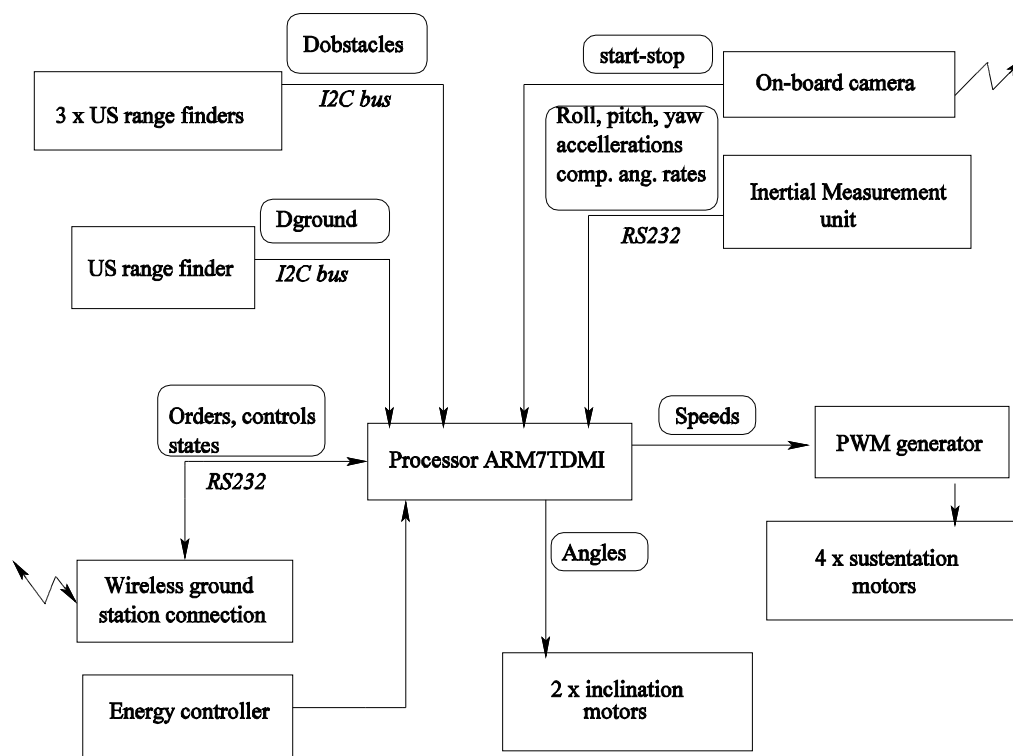 Dobstacles
I2C bus
3 x US range finders
start-stop
On-board camera
Roll, pitch, yaw
accellerations
comp. ang. rates
Inertial Measurement
unit
RS232
Dground
US range finder
I2C bus
Orders, controls
states
RS232
Processor ARM7TDMI
Speeds
PWM generator
4 x sustentation
motors
Angles
Wireless ground
station connection
2 x inclination
motors
Energy controller